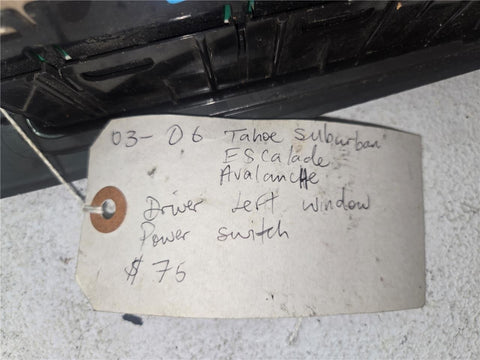 03-06 Tahoe Suburban
ESCalade
AvalancHe
Driver Left window
Power switch
$ 75